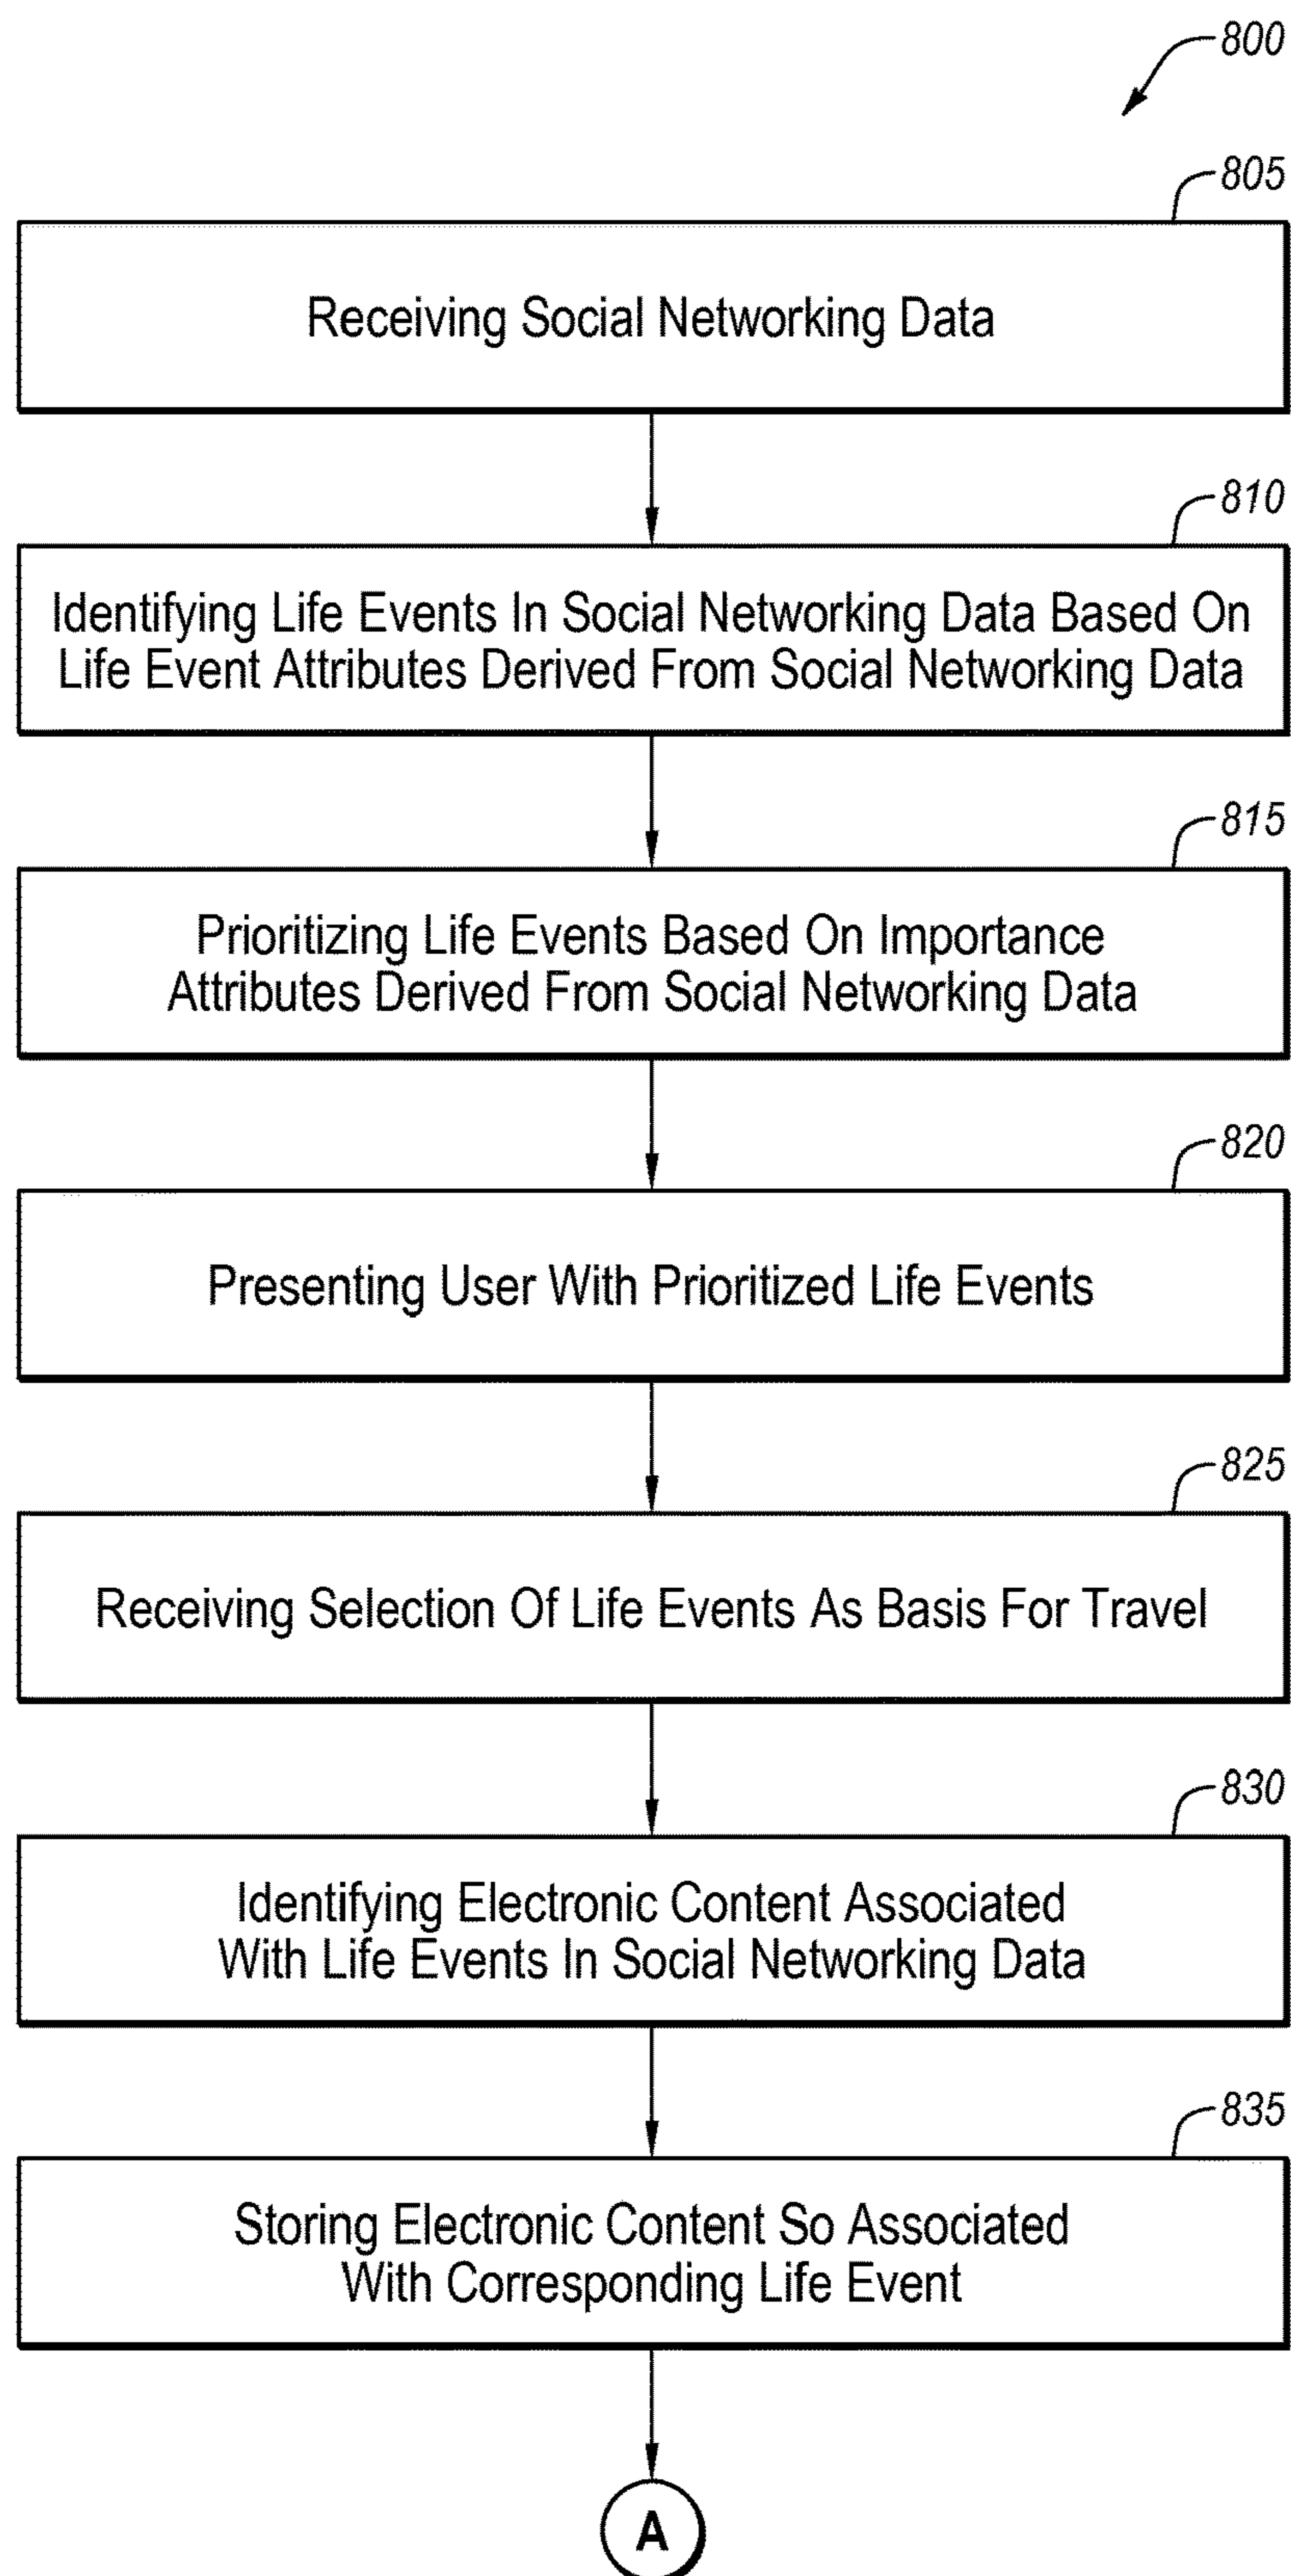 800
805
Receiving Social Networking Data
810
Identifying Life Events In Social Networking Data Based On
Life Event Attributes Derived From Social Networking Data
815
Prioritizing Life Events Based On Importance
Attributes Derived From Social Networking Data
820
Presenting User With Prioritized Life Events
825
Receiving Selection Of Life Events As Basis For Travel
830
Identifying Electronic Content Associated
With Life Events In Social Networking Data
835
Storing Electronic Content So Associated
With Corresponding Life Event
A